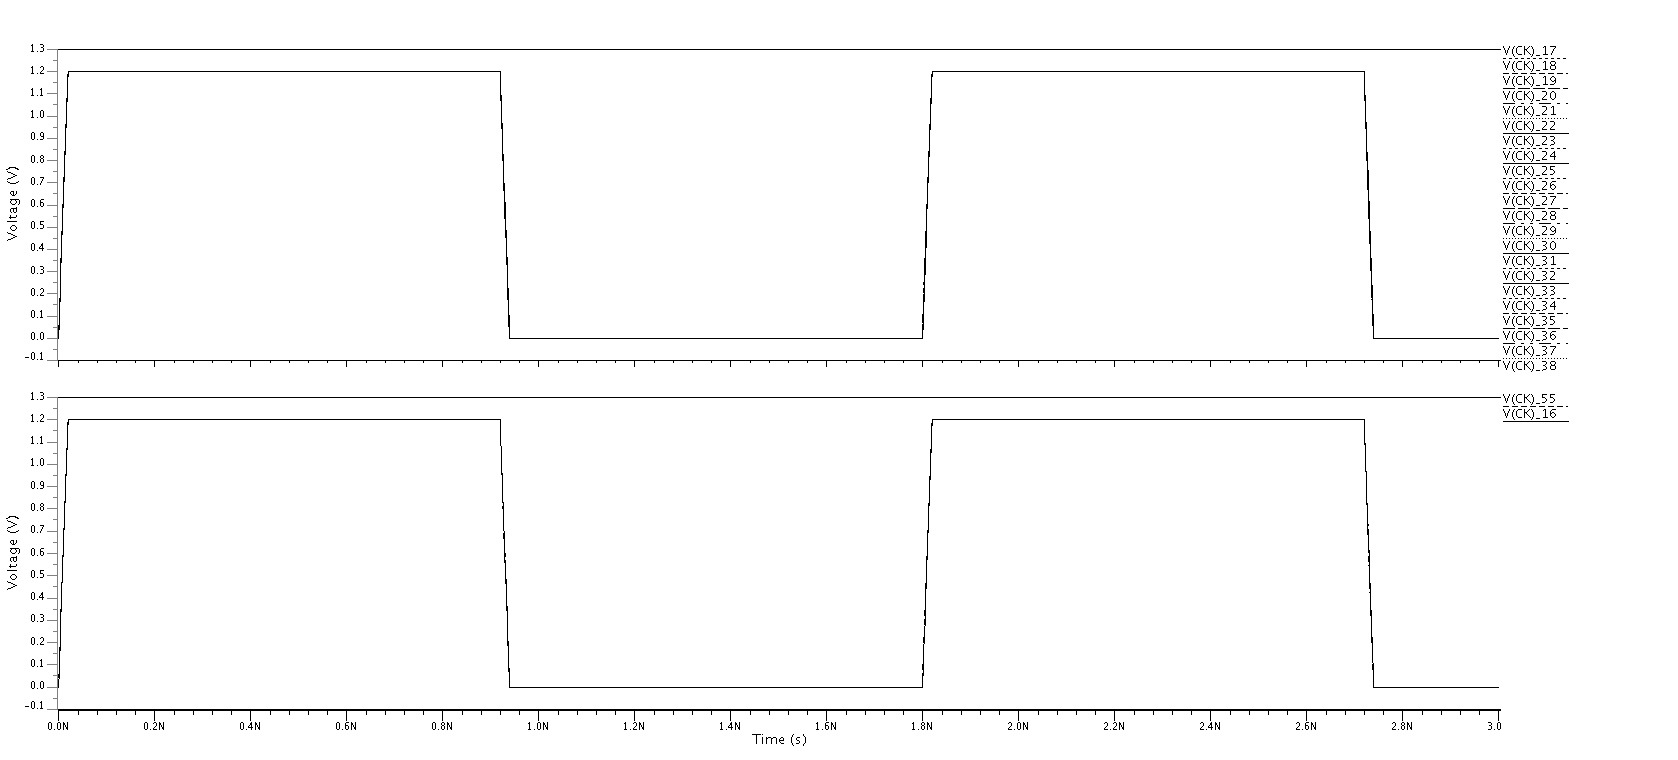 1.3
1.2
1.1
1.0
0.9
0.8
0.7
0.6
0.5
0.4
0.3
0.2
0.1
0.0
-0.1
Voltage (V)
V(CK)_17
V(CK)_18
V(CK)_19
V(CK)_20
V(CK)_21
V(CK)_22
V(CK)_23
V(CK)_24
V(CK)_25
V(CK)_26
V(CK)_27
V(CK)_28
V(CK)_29
V(CK)_30
V(CK)_31
V(CK)_32
V(CK)_33
V(CK)_34
V(CK)_35
V(CK)_36
V(CK)_37
V(CK)_38
1.3
1.2
1.1
1.0
0.9
0.8
0.7
0.6
0.5
0.4
0.3
0.2
0.1
0.0
-0.1
Voltage (V)
V(CK)_55
V(CK)_16
0.0N 0.2N 0.4N 0.6N 0.8N 1.0N 1.2N 1.4N 1.6N 1.8N 2.0N 2.2N 2.4N 2.6N 2.8N 3.0
Time (s)